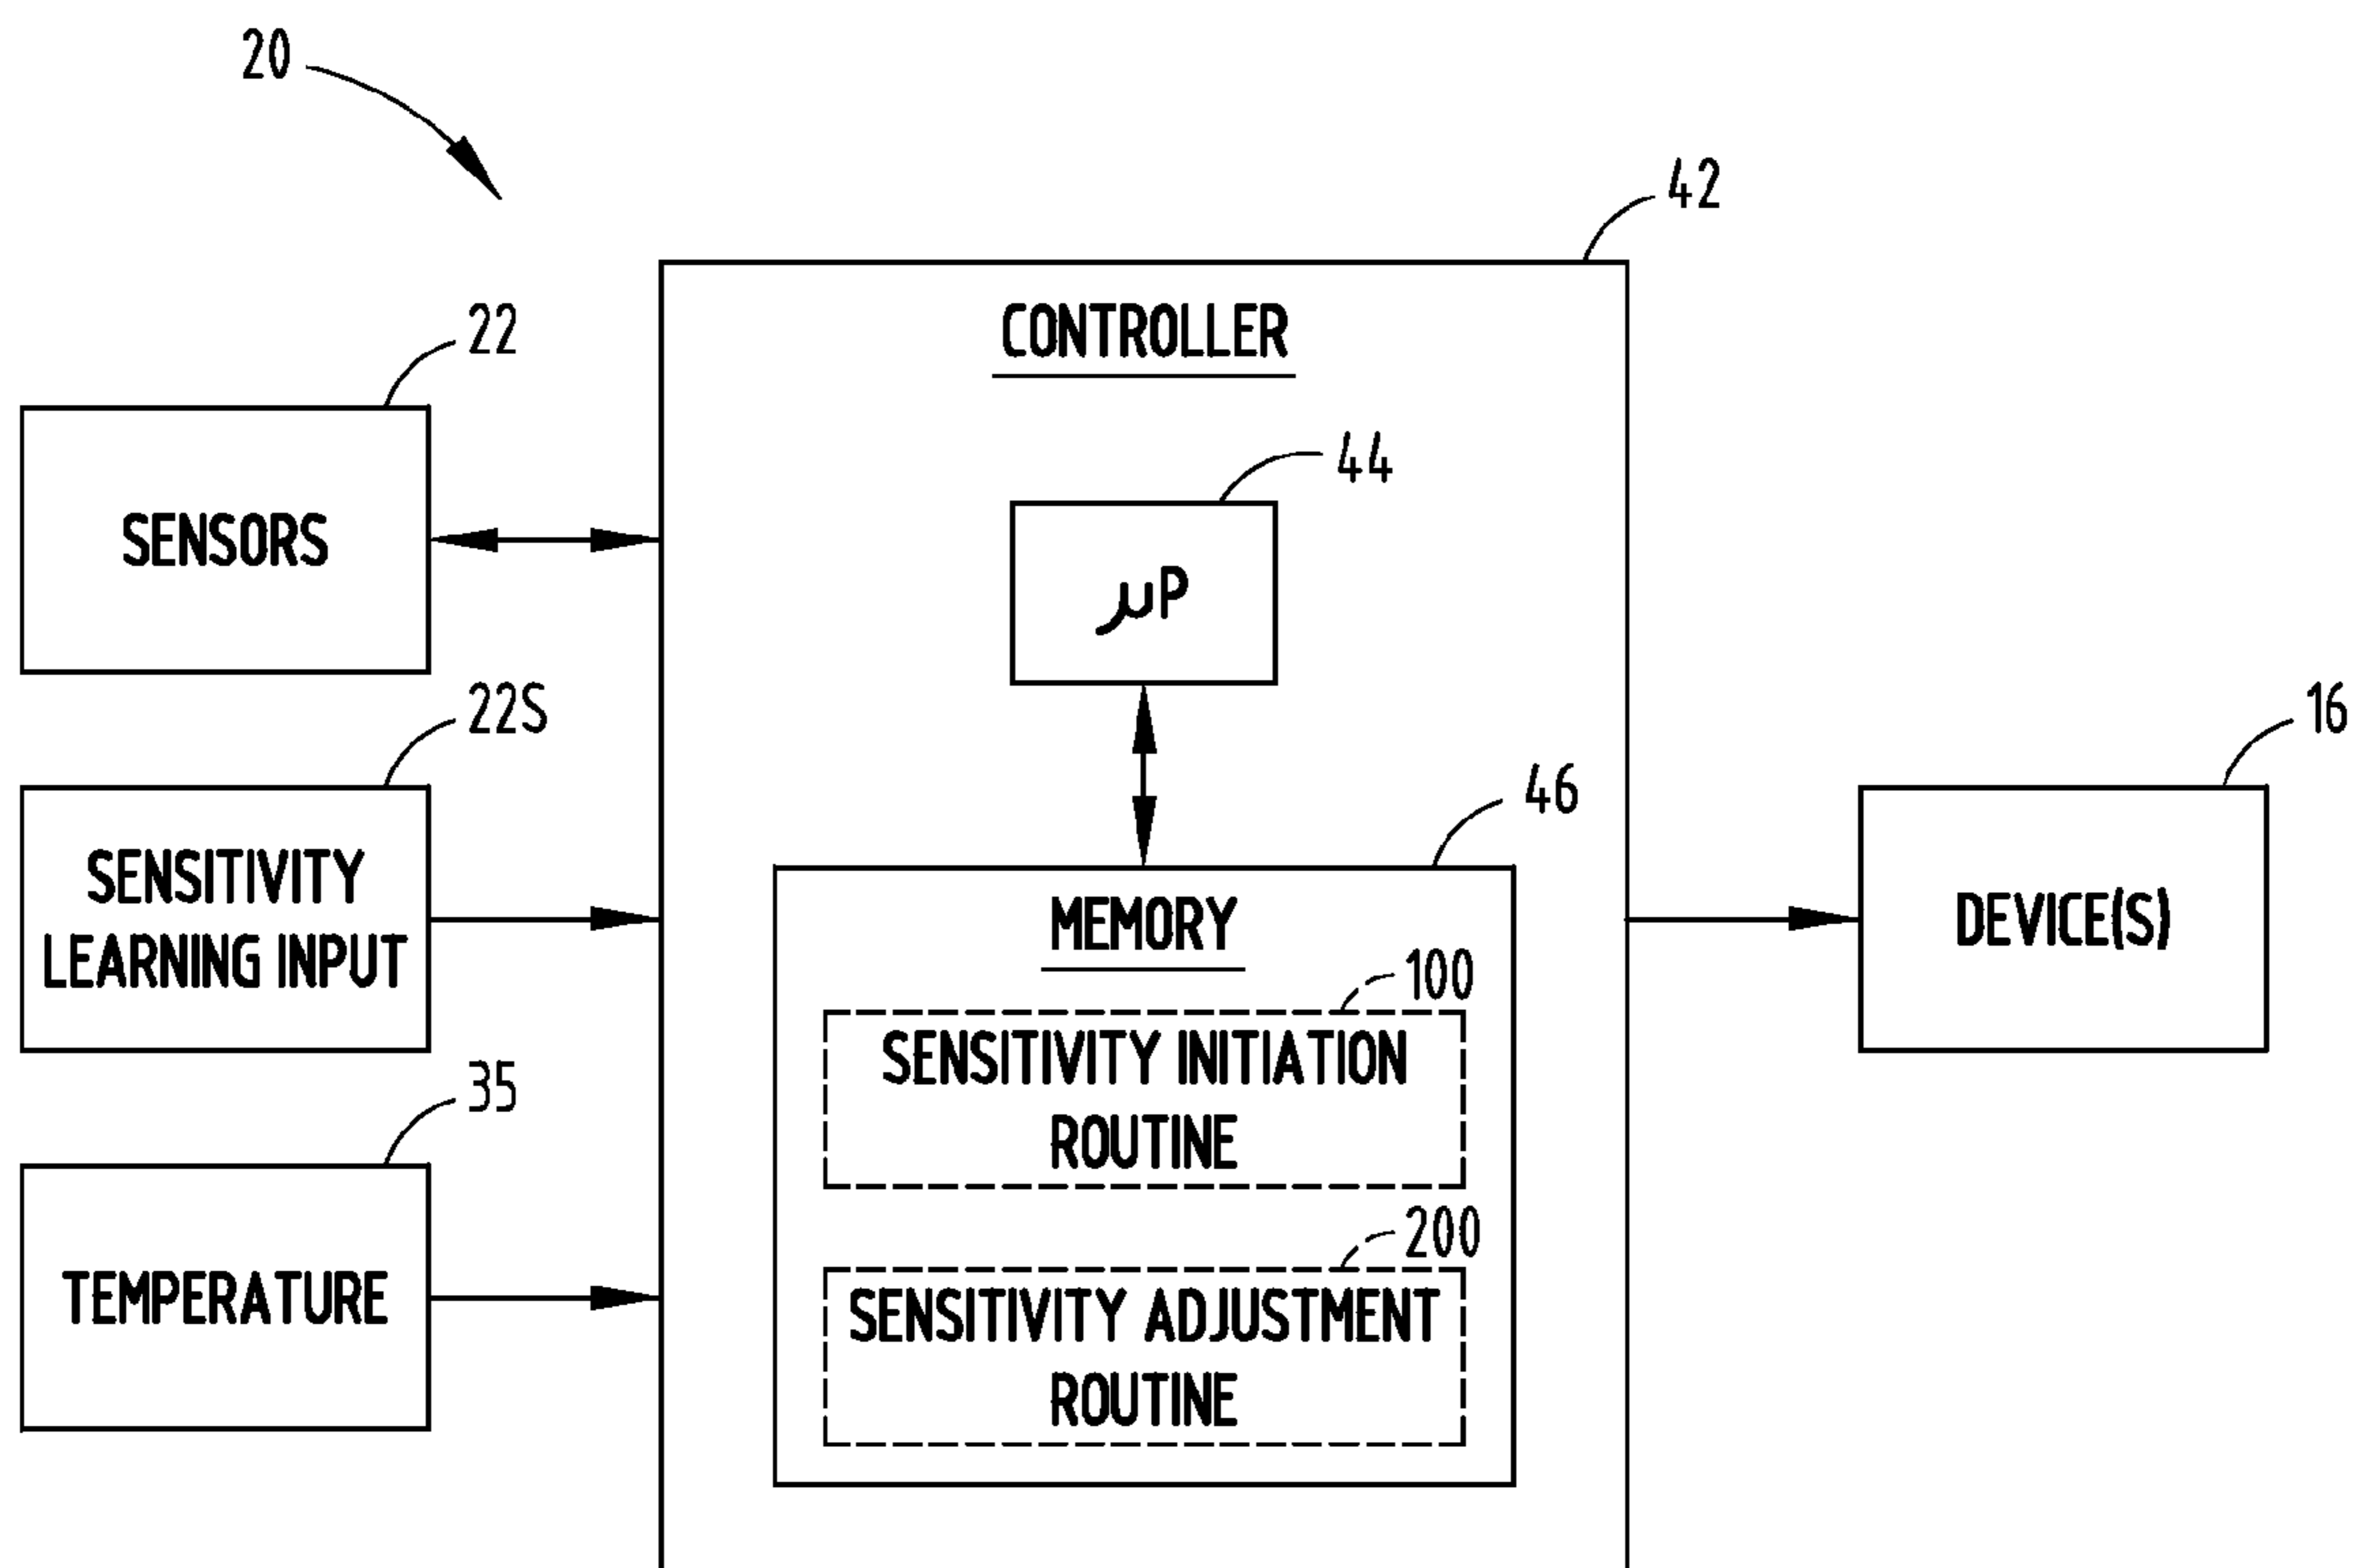 20
42
CONTROLLER
22
SENSORS
44
µP
22S
SENSITIVITY
LEARNING INPUT
16
DEVICE(S)
46
MEMORY
100
SENSITIVITY INITIATION
ROUTINE
35
TEMPERATURE
200
SENSITIVITY ADJUSTMENT
ROUTINE